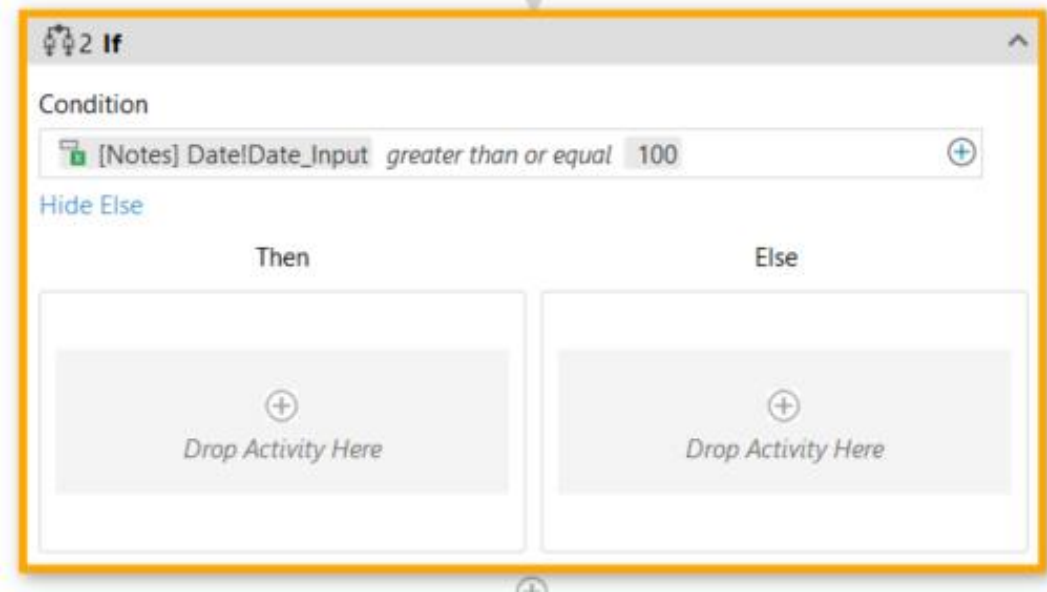 2 If
Condition
[Notes] Date!Date_Input greater than or equal 100
Hide Else
Then Else
Drop Activity Here Drop Activity Here